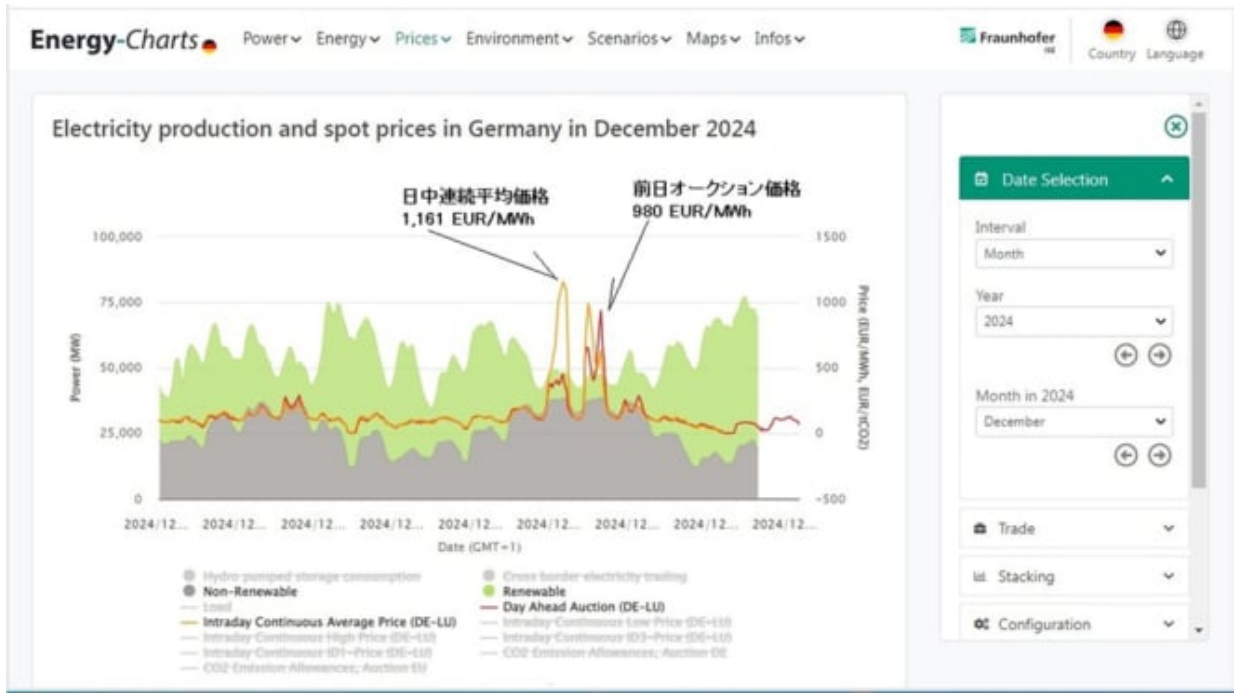 Energy-Charts Power Energy Prices Environment Scenarios Maps Infos Fraunhofer ISE Country Language
Electricity production and spot prices in Germany in December 2024
日中連続平均価格
1,161 EUR/MWh
前日オークション価格
980 EUR/MWh
100,000
75,000
50,000
25,000
0
Power (MW)
1500
1000
500
0
-500
Price (EUR/MWh, EUR/tCO2)
2024/12... 2024/12... 2024/12... 2024/12... 2024/12... 2024/12... 2024/12... 2024/12... 2024/12...
Date (GMT+1)
Hydro pumped storage consumption
Cross border electricity trading
Non-Renewable
Renewable
Load
Day Ahead Auction (DE-LU)
Intraday Continuous Average Price (DE-LU)
Intraday Continuous Low Price (DE-LU)
Intraday Continuous High Price (DE-LU)
Intraday Continuous ID3-Price (DE-LU)
Intraday Continuous ID1-Price (DE-LU)
CO2 Emission Allowances, Auction DE
CO2 Emission Allowances, Auction EU
Date Selection
Interval
Month
Year
2024
Month in 2024
December
Trade
Stacking
Configuration